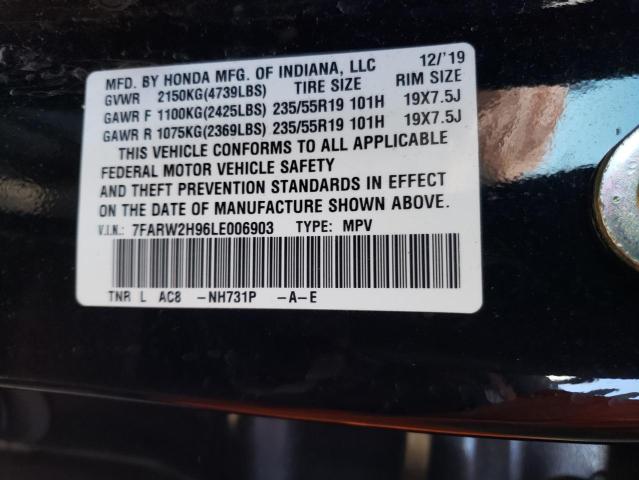 MFD. BY HONDA MFG. OF INDIANA, LLC 12/'19
GVWR 2150KG(4739LBS) TIRE SIZE RIM SIZE
GAWR F 1100KG(2425LBS) 235/55R19 101H 19X7.5J
GAWR R 1075KG(2369LBS) 235/55R19 101H 19X7.5J
THIS VEHICLE CONFORMS TO ALL APPLICABLE
FEDERAL MOTOR VEHICLE SAFETY
AND THEFT PREVENTION STANDARDS IN EFFECT
ON THE DATE OF MANUFACTURE SHOWN ABOVE.
V.I.N.: 7FARW2H96LE006903 TYPE: MPV
TNR L AC8 -NH731P -A-E